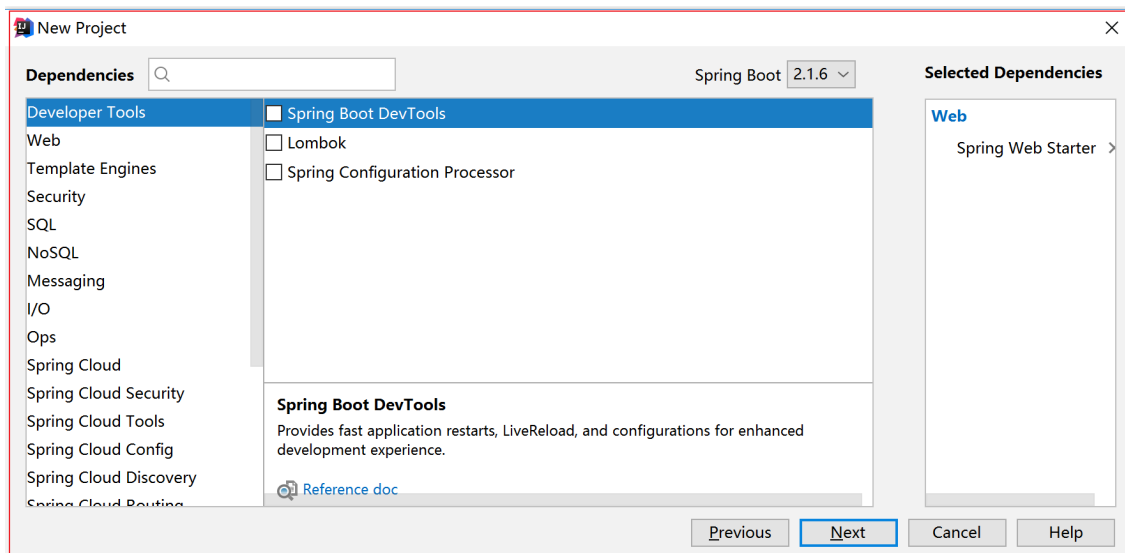 New Project
Dependencies
Spring Boot 2.1.6
Selected Dependencies
Developer Tools
Web
Template Engines
Security
SQL
NoSQL
Messaging
I/O
Ops
Spring Cloud
Spring Cloud Security
Spring Cloud Tools
Spring Cloud Config
Spring Cloud Discovery
Spring Cloud Routing
Spring Boot DevTools
Lombok
Spring Configuration Processor
Spring Boot DevTools
Provides fast application restarts, LiveReload, and configurations for enhanced
development experience.
Reference doc
Web
Spring Web Starter
Previous
Next
Cancel
Help